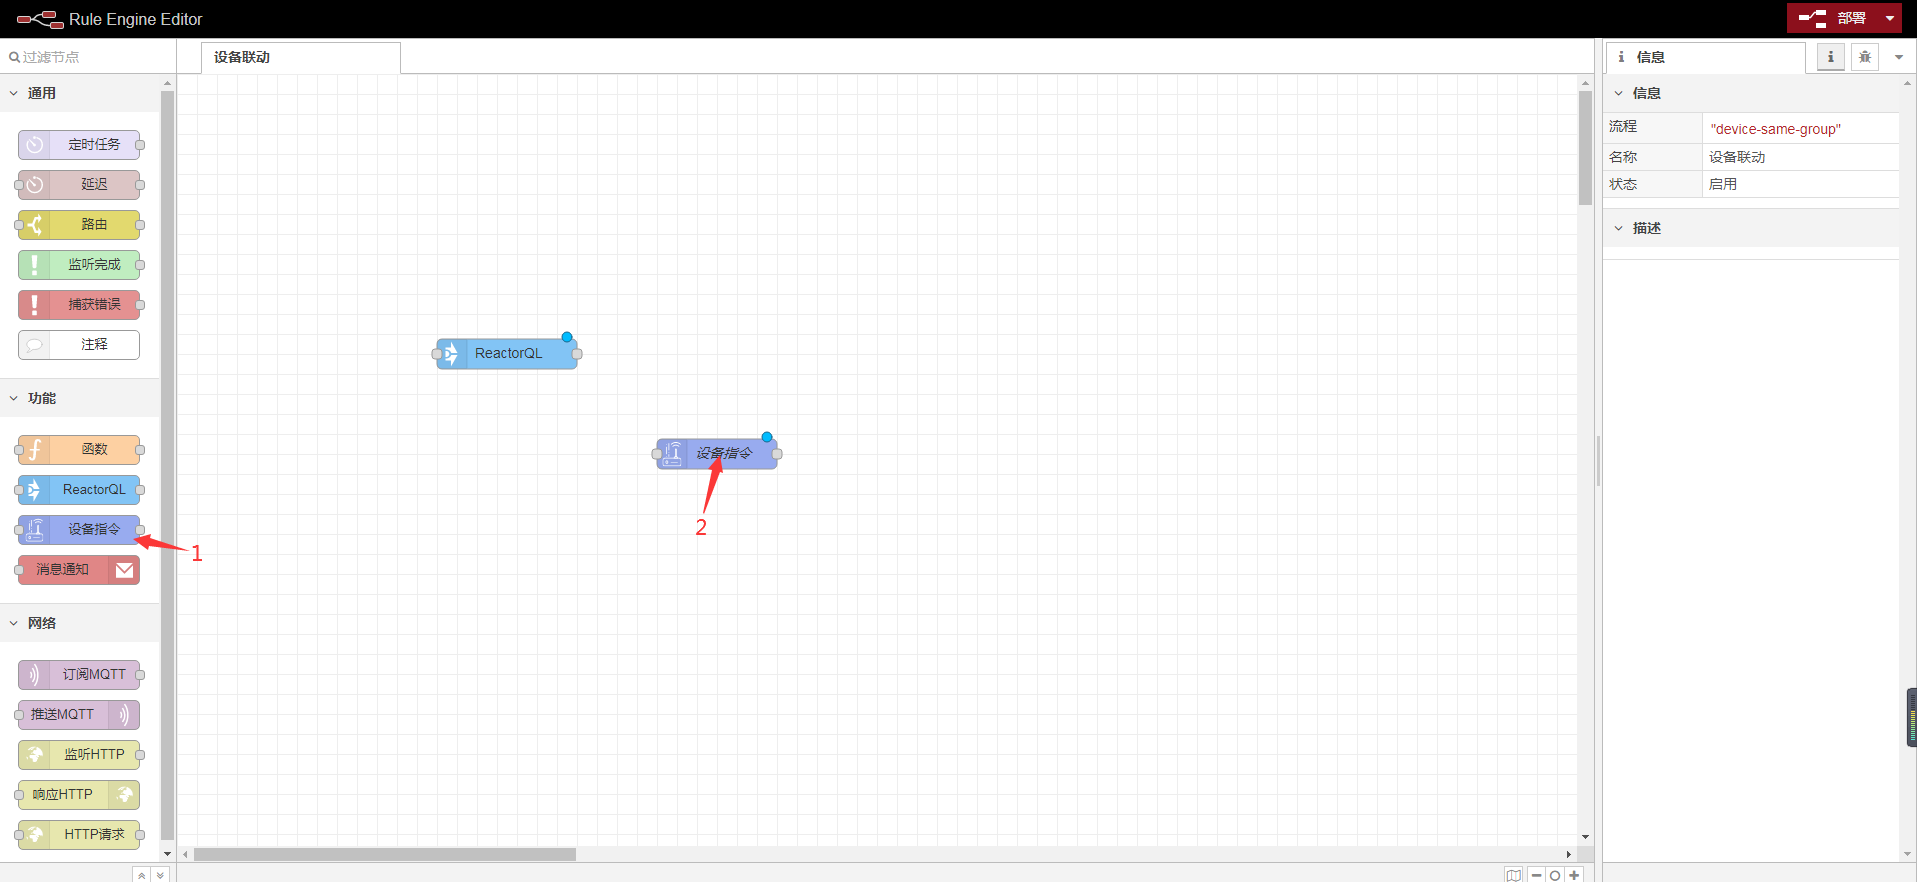 Rule Engine Editor
部署
过滤节点
设备联动
信息
通用
定时任务
延迟
路由
监听完成
捕获错误
注释
功能
函数
ReactorQL
设备指令
消息通知
网络
订阅MQTT
推送MQTT
监听HTTP
响应HTTP
HTTP请求
ReactorQL
设备指令
1
2
信息
流程 "device-same-group"
名称 设备联动
状态 启用
描述